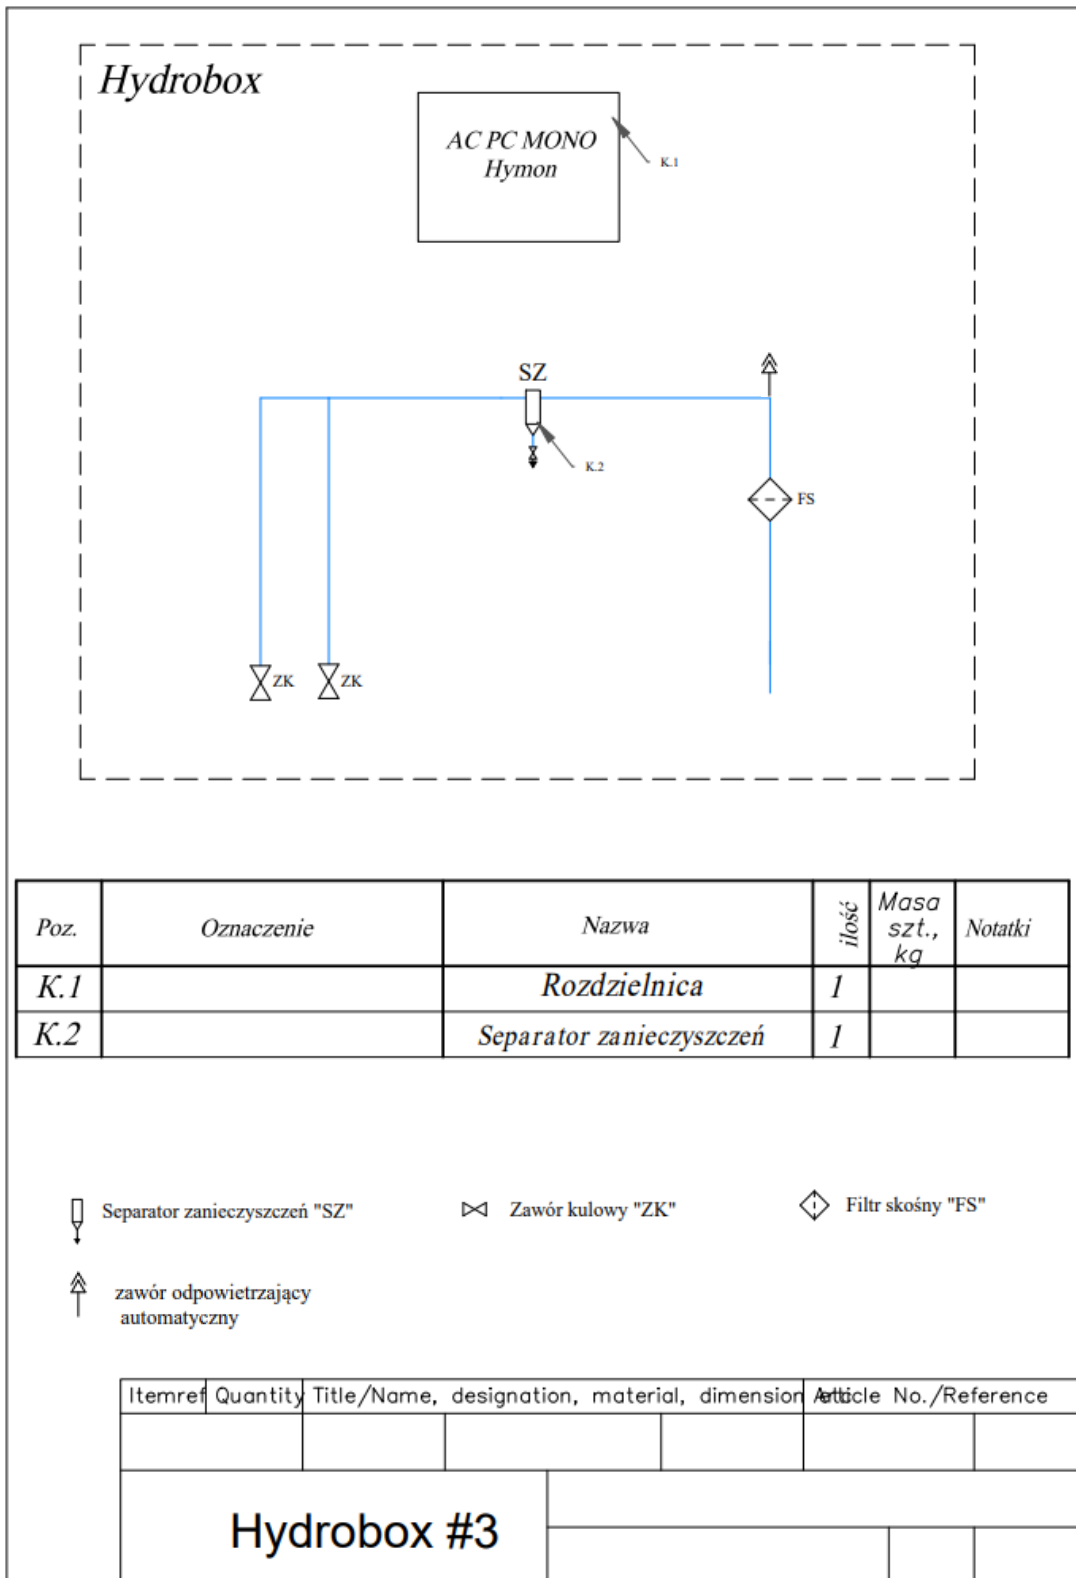 Hydrobox
AC PC MONO
Hymon
K.1
SZ
K.2
FS
ZK
ZK
Poz.
Oznaczenie
Nazwa
ilość
Masa
szt.,
kg
Notatki
K.1
Rozdzielnica
1
K.2
Separator zanieczyszczeń
1
Separator zanieczyszczeń "SZ"
Zawór kulowy "ZK"
Filtr skośny "FS"
zawór odpowietrzający
automatyczny
Itemref
Quantity
Title/Name, designation, material, dimension etc
Article No./Reference
Hydrobox #3